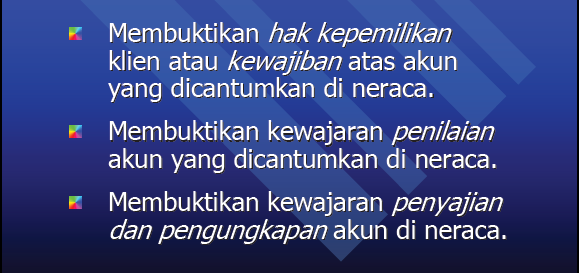 Membuktikan hak kepemilikan
klien atau kewajiban atas akun
yang dicantumkan di neraca.
Membuktikan kewajaran penilaian
akun yang dicantumkan di neraca.
Membuktikan kewajaran penyajian
dan pengungkapan akun di neraca.